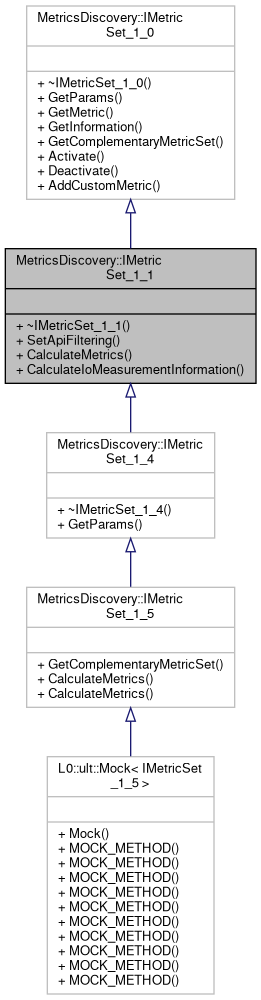 MetricsDiscovery::IMetric
Set_1_0
+ ~IMetricSet_1_0()
+ GetParams()
+ GetMetric()
+ GetInformation()
+ GetComplementaryMetricSet()
+ Activate()
+ Deactivate()
+ AddCustomMetric()
MetricsDiscovery::IMetric
Set_1_1
+ ~IMetricSet_1_1()
+ SetApiFiltering()
+ CalculateMetrics()
+ CalculateIoMeasurementInformation()
MetricsDiscovery::IMetric
Set_1_4
+ ~IMetricSet_1_4()
+ GetParams()
MetricsDiscovery::IMetric
Set_1_5
+ GetComplementaryMetricSet()
+ CalculateMetrics()
+ CalculateMetrics()
L0::ult::Mock< IMetricSet
_1_5 >
+ Mock()
+ MOCK_METHOD()
+ MOCK_METHOD()
+ MOCK_METHOD()
+ MOCK_METHOD()
+ MOCK_METHOD()
+ MOCK_METHOD()
+ MOCK_METHOD()
+ MOCK_METHOD()
+ MOCK_METHOD()
+ MOCK_METHOD()